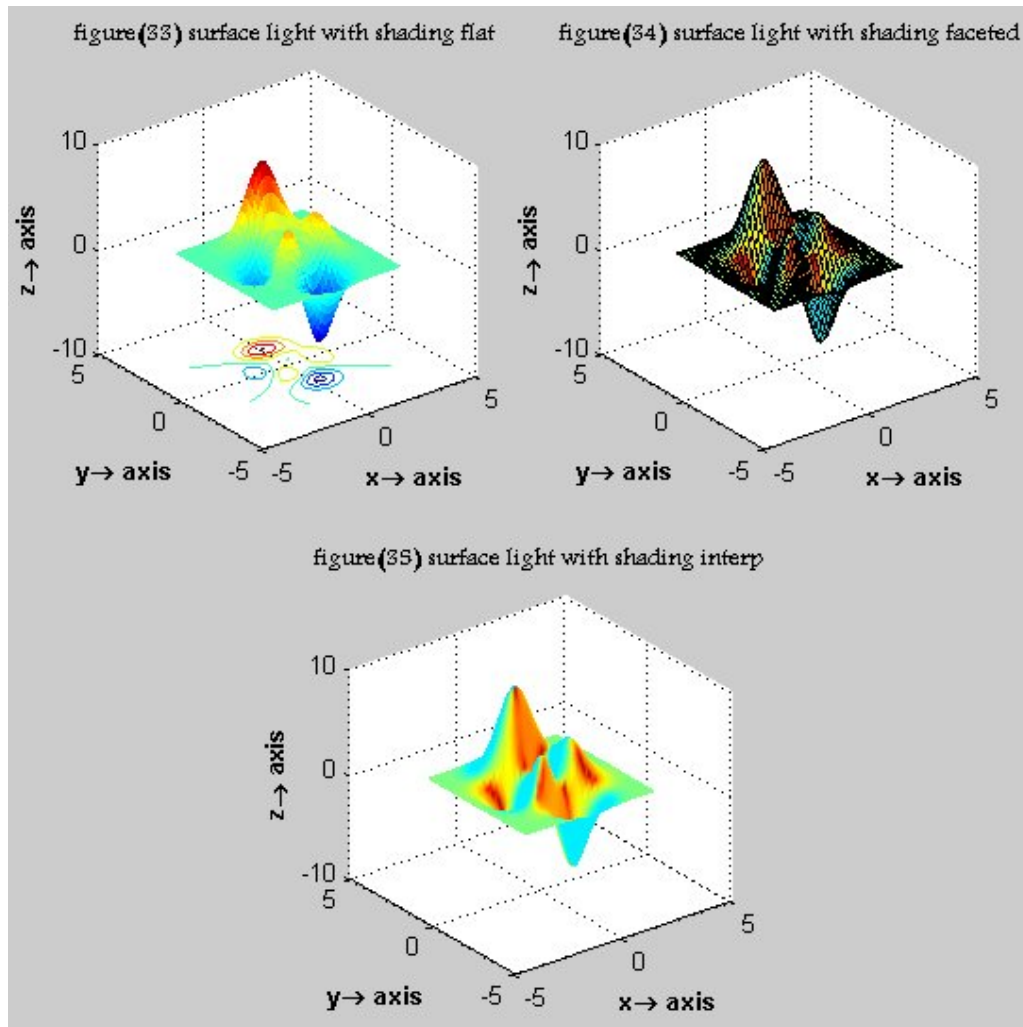 figure(33) surface light with shading flat
10
0
-10
z→ axis
5
0
-5
y→ axis
-5
0
5
x→ axis
figure(34) surface light with shading faceted
10
0
-10
z→ axis
5
0
-5
y→ axis
-5
0
5
x→ axis
figure(35) surface light with shading interp
10
0
-10
z→ axis
5
0
-5
y→ axis
-5
0
5
x→ axis